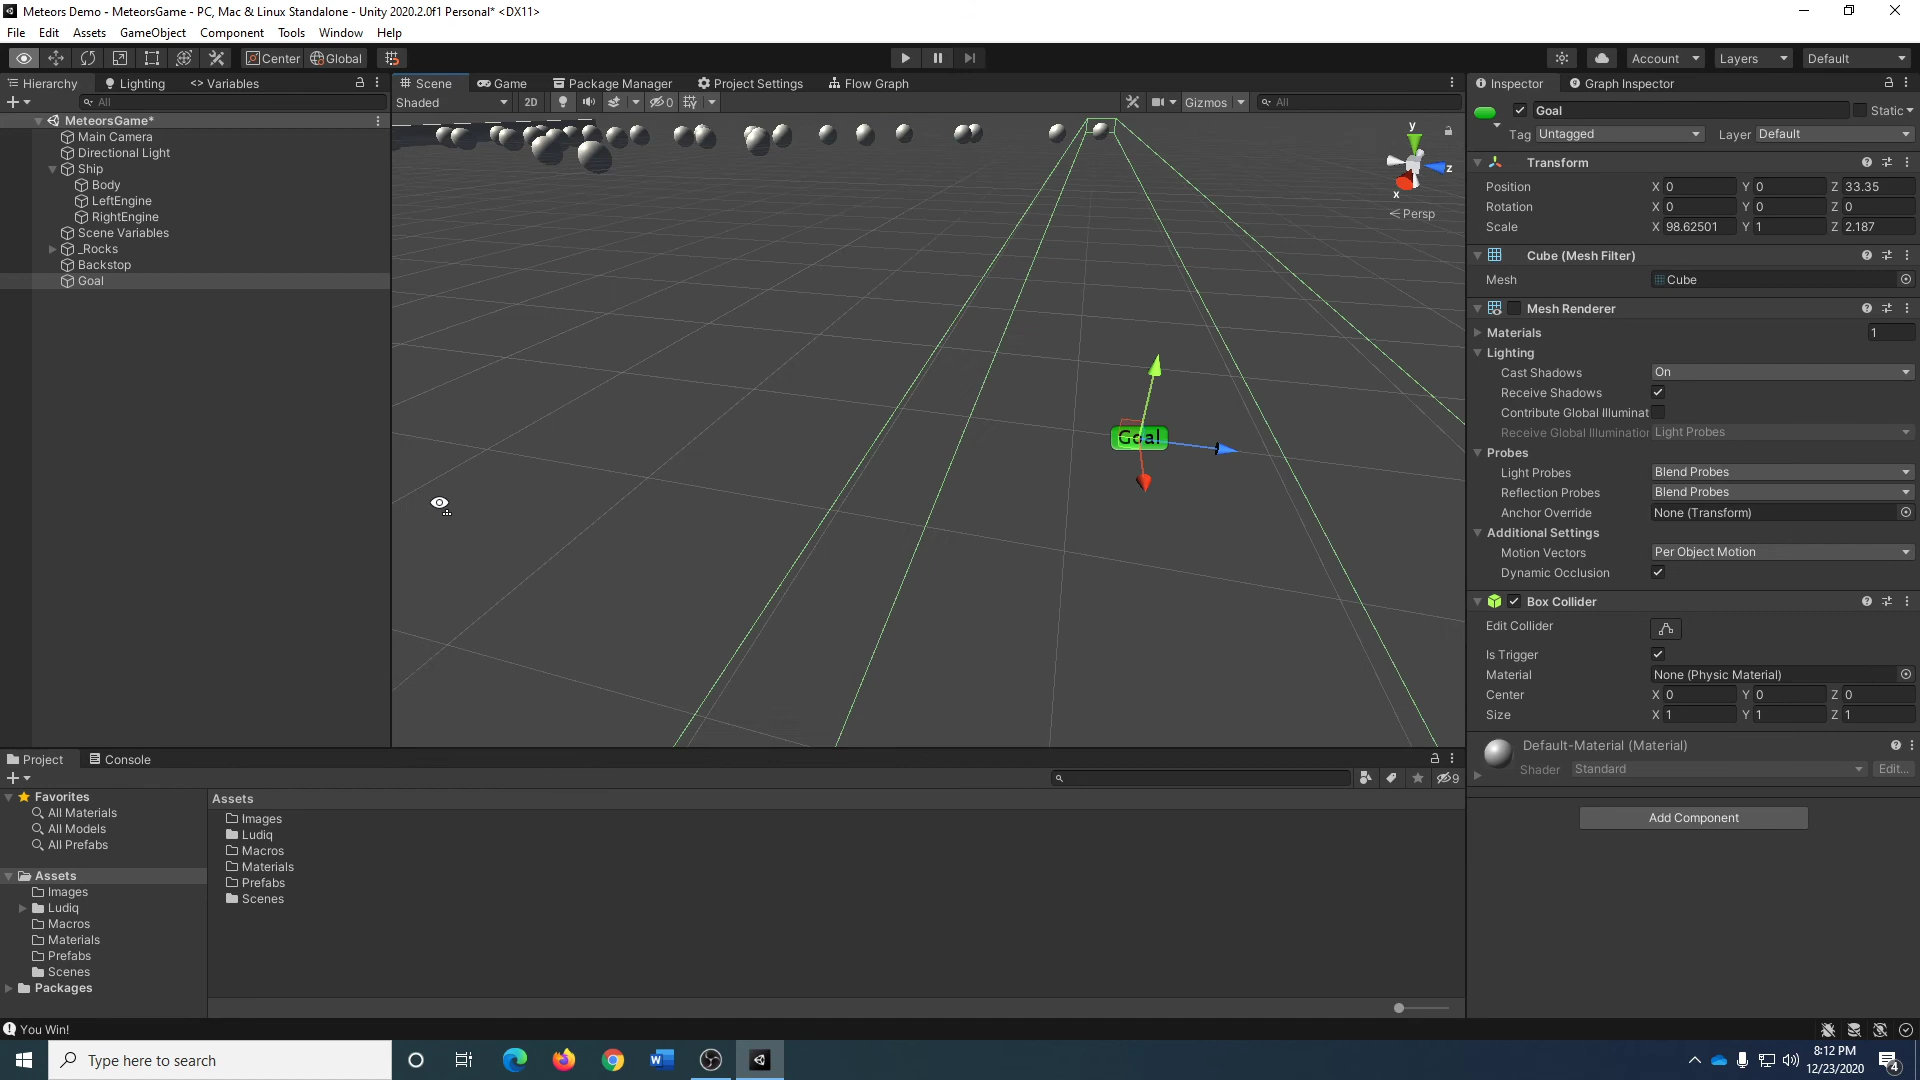 Meteors Demo - MeteorsGame - PC, Mac & Linux Standalone - Unity 2020.2.0f1 Personal* <DX11>
File Edit Assets GameObject Component Tools Window Help
Center Global Account Layers Default
Hierarchy Lighting <> Variables
All
MeteorsGame*
Main Camera
Directional Light
Ship
Body
LeftEngine
RightEngine
Scene Variables
_Rocks
Backstop
Goal
Scene Game Package Manager Project Settings Flow Graph
Shaded 2D 0 Gizmos All
y
z
x
Persp
Goal
Inspector Graph Inspector
Goal Static
Tag Untagged Layer Default
Transform
Position X 0 Y 0 Z 33.35
Rotation X 0 Y 0 Z 0
Scale X 98.62501 Y 1 Z 2.187
Cube (Mesh Filter)
Mesh Cube
Mesh Renderer
Materials 1
Lighting
Cast Shadows On
Receive Shadows
Contribute Global Illuminat
Receive Global Illumination Light Probes
Probes
Light Probes Blend Probes
Reflection Probes Blend Probes
Anchor Override None (Transform)
Additional Settings
Motion Vectors Per Object Motion
Dynamic Occlusion
Box Collider
Edit Collider
Is Trigger
Material None (Physic Material)
Center X 0 Y 0 Z 0
Size X 1 Y 1 Z 1
Default-Material (Material)
Shader Standard Edit...
Add Component
Project Console
9
Favorites
All Materials
All Models
All Prefabs
Assets
Images
Ludiq
Macros
Materials
Prefabs
Scenes
Packages
Assets
Images
Ludiq
Macros
Materials
Prefabs
Scenes
You Win!
Type here to search
8:12 PM
12/23/2020
4